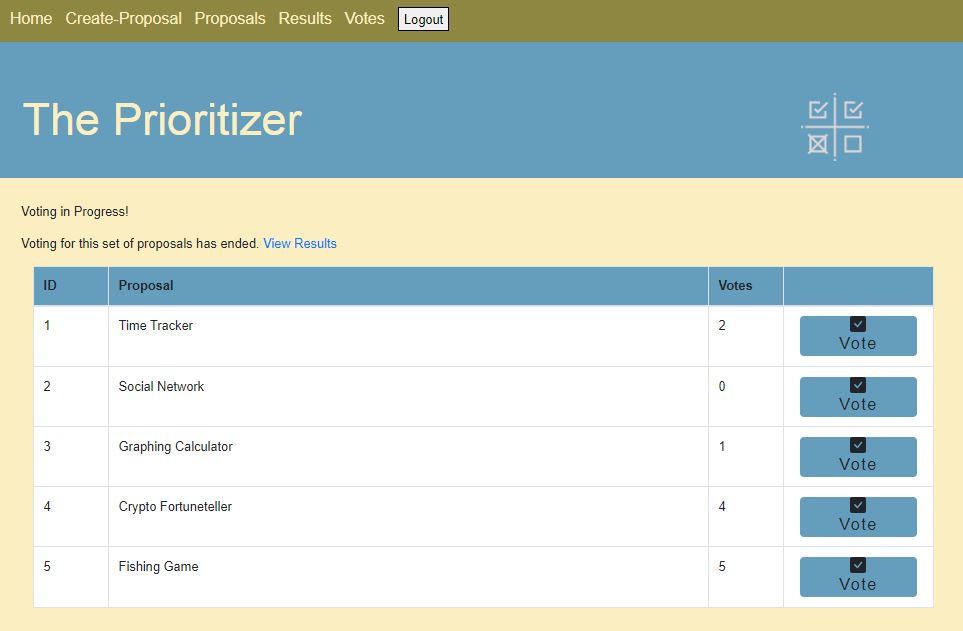 Home Create-Proposal Proposals Results Votes Logout
The Prioritizer
Voting in Progress!
Voting for this set of proposals has ended. View Results
ID Proposal Votes
1 Time Tracker 2 Vote
2 Social Network 0 Vote
3 Graphing Calculator 1 Vote
4 Crypto Fortuneteller 4 Vote
5 Fishing Game 5 Vote